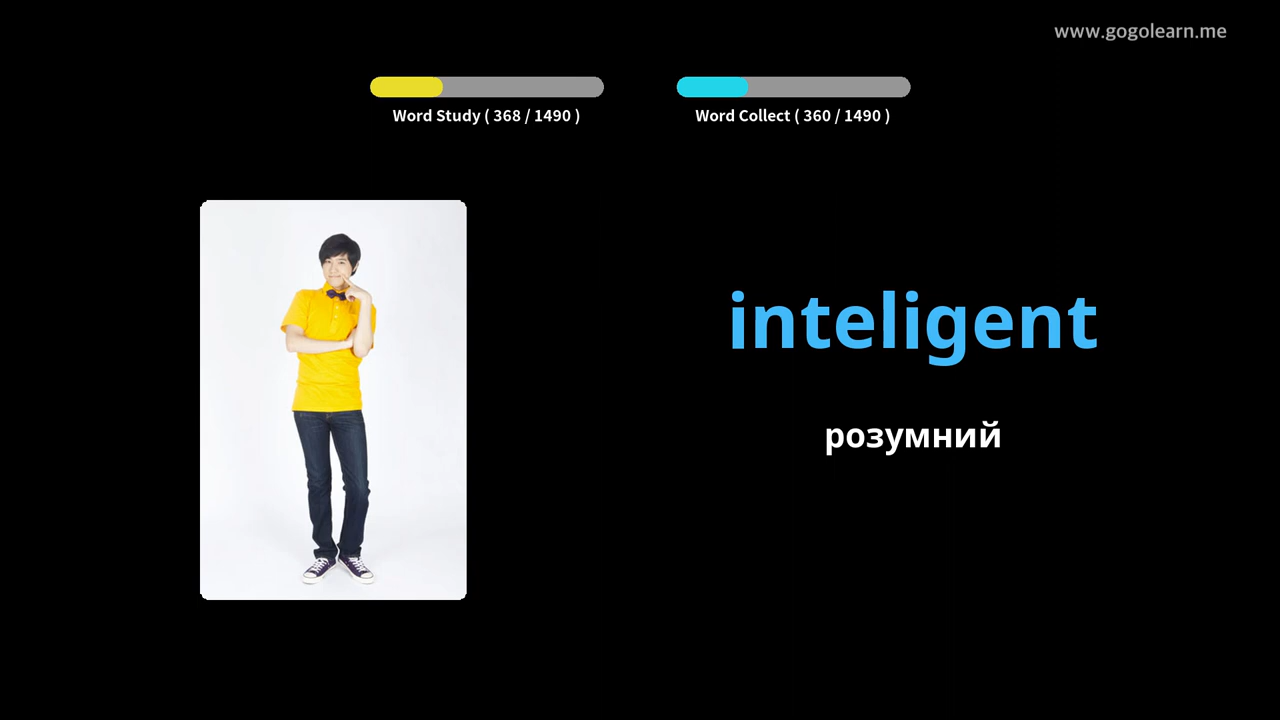 www.gogolearn.me
Word Study ( 368 / 1490 )
Word Collect ( 360 / 1490 )
inteligent
розумний